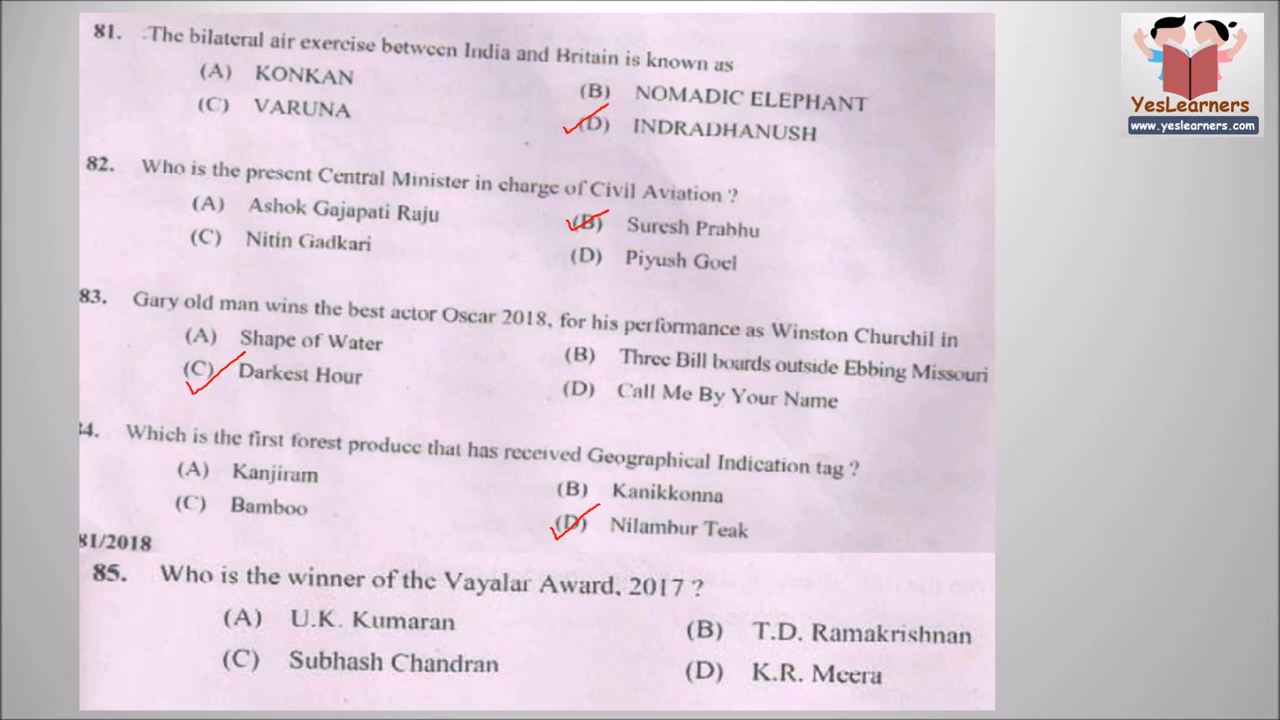 81. The bilateral air exercise between India and Britain is known as
(A) KONKAN
(B) NOMADIC ELEPHANT
(C) VARUNA
(D) INDRADHANUSH
82. Who is the present Central Minister in charge of Civil Aviation ?
(A) Ashok Gajapati Raju
(B) Suresh Prabhu
(C) Nitin Gadkari
(D) Piyush Goel
83. Gary old man wins the best actor Oscar 2018, for his performance as Winston Churchil in
(A) Shape of Water
(B) Three Bill boards outside Ebbing Missouri
(C) Darkest Hour
(D) Call Me By Your Name
4. Which is the first forest produce that has received Geographical Indication tag ?
(A) Kanjiram
(B) Kanikkonna
(C) Bamboo
(D) Nilambur Teak
81/2018
85. Who is the winner of the Vayalar Award, 2017 ?
(A) U.K. Kumaran
(B) T.D. Ramakrishnan
(C) Subhash Chandran
(D) K.R. Meera
YesLearners
www.yeslearners.com